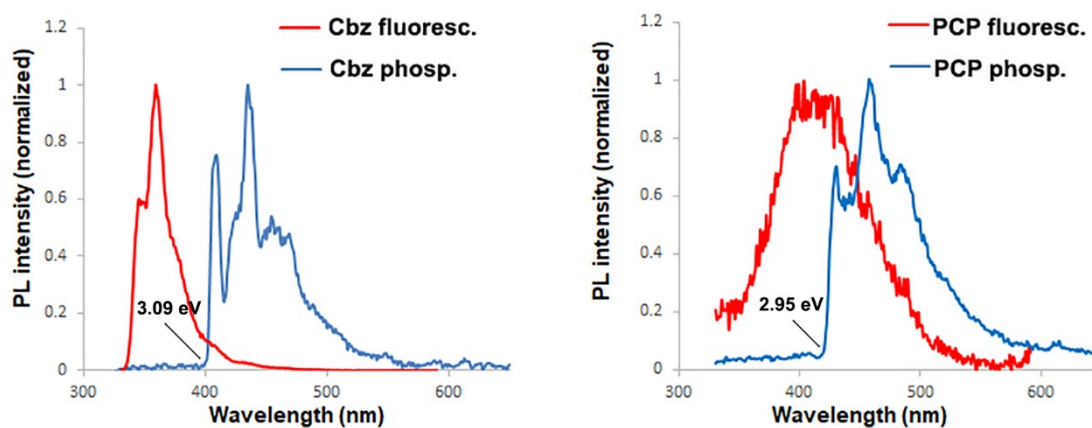 1.2
1
0.8
0.6
0.4
0.2
0
300
400
500
600
Wavelength (nm)
PL intensity (normalized)
Cbz fluoresc.
Cbz phosp.
3.09 eV
1.2
1
0.8
0.6
0.4
0.2
0
300
400
500
600
Wavelength (nm)
PL intensity (normalized)
PCP fluoresc.
PCP phosp.
2.95 eV